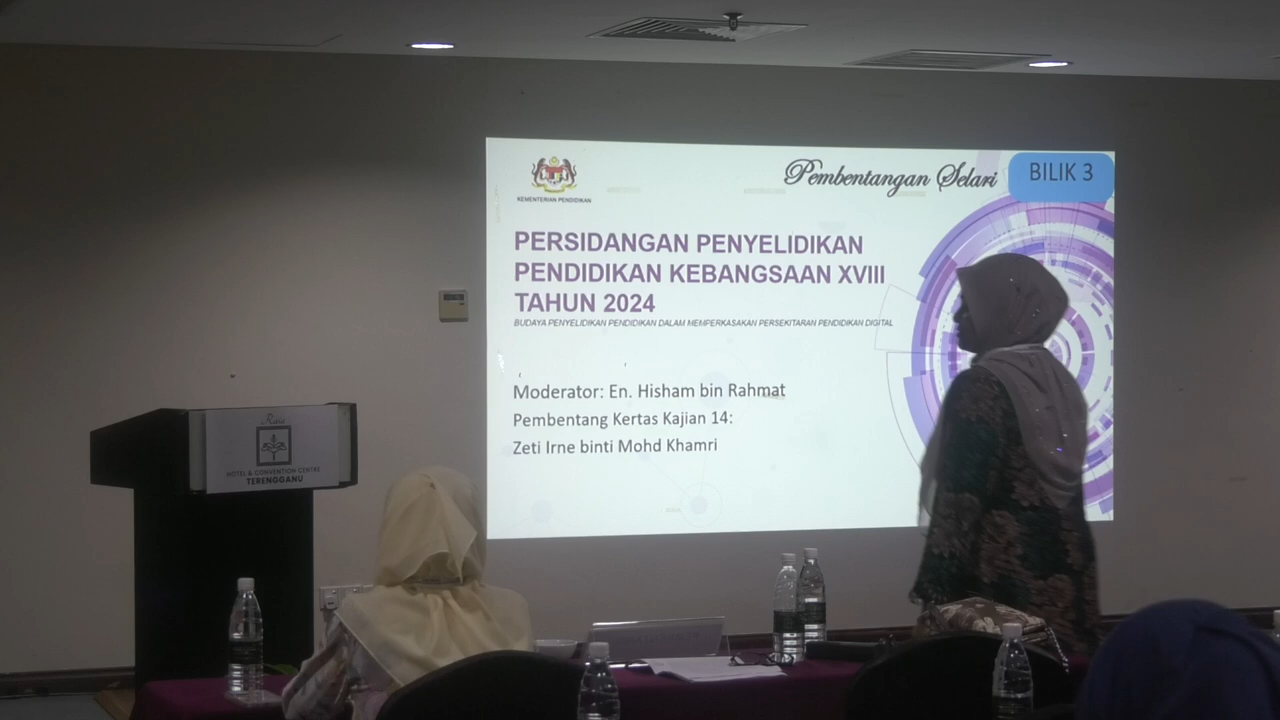 Pembentangan Selari
BILIK 3
KEMENTERIAN PENDIDIKAN
PERSIDANGAN PENYELIDIKAN
PENDIDIKAN KEBANGSAAN XVIII
TAHUN 2024
BUDAYA PENYELIDIKAN PENDIDIKAN DALAM MEMPERKASAKAN PERSEKITARAN PENDIDIKAN DIGITAL
Moderator: En. Hisham bin Rahmat
Pembentang Kertas Kajian 14:
Zeti Irne binti Mohd Khamri
Raia
HOTEL & CONVENTION CENTRE
TERENGGANU